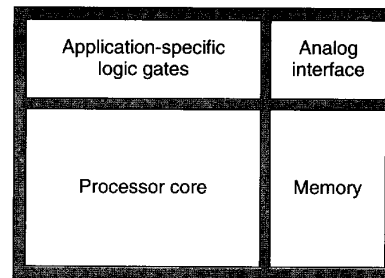 Application-specific
logic gates
Analog
interface
Processor core
Memory